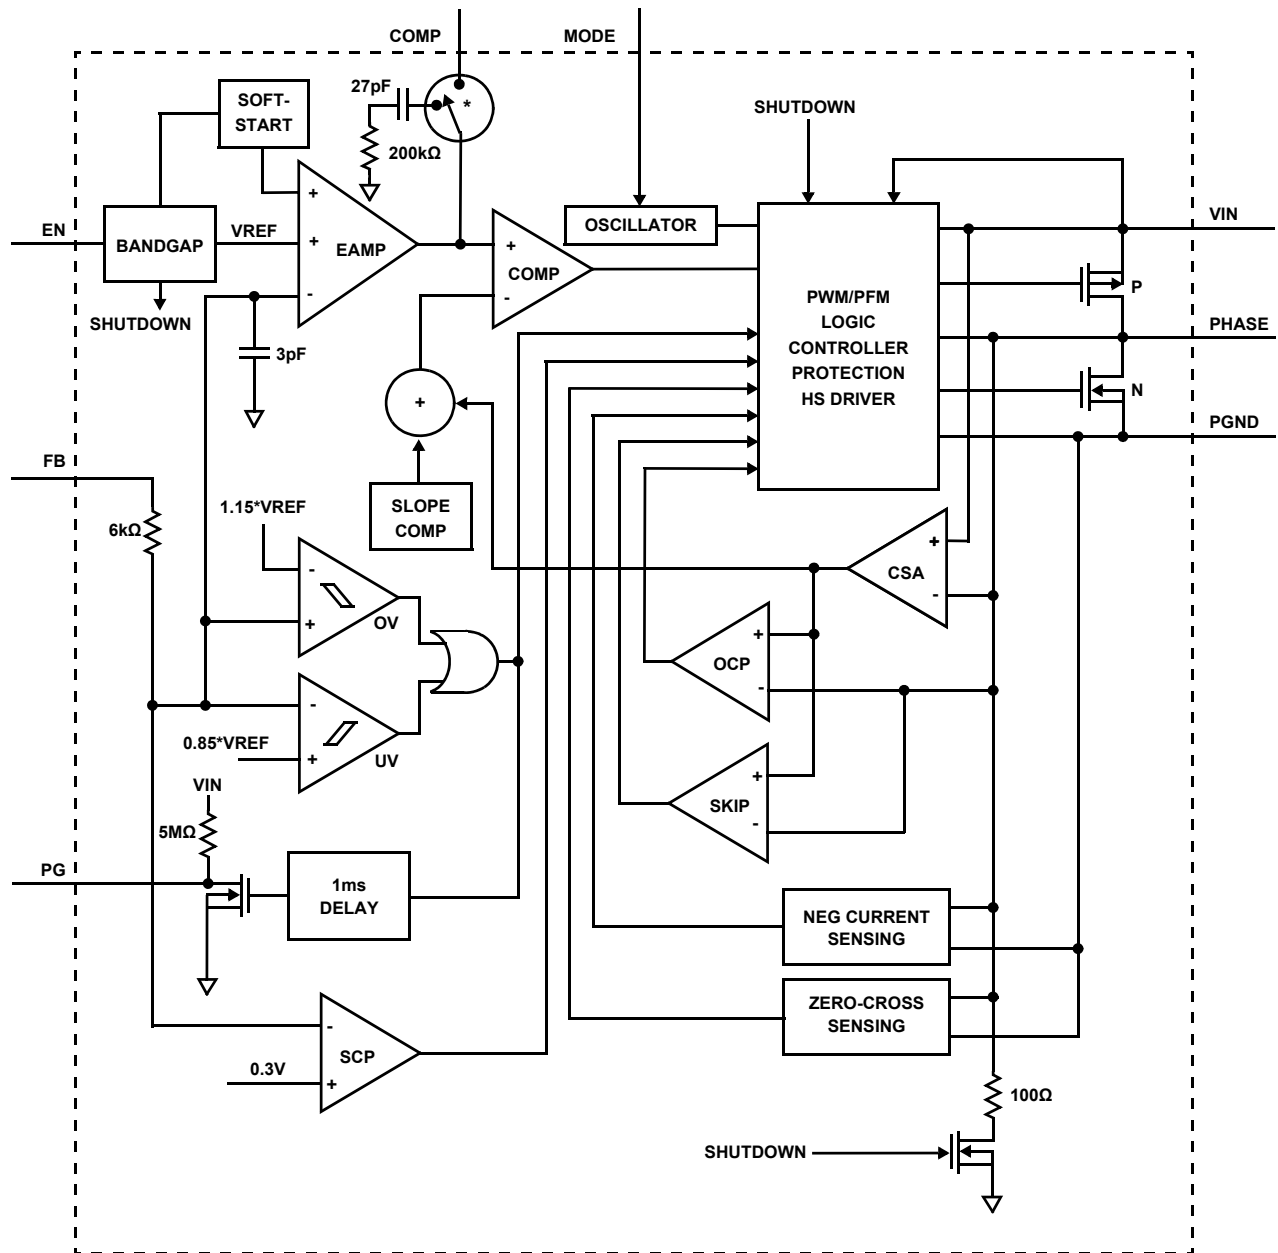 COMP
MODE
27pF
*
SOFT-
START
200kΩ
SHUTDOWN
EN
BANDGAP
VREF
+
+
-
EAMP
+
-
COMP
OSCILLATOR
PWM/PFM
LOGIC
CONTROLLER
PROTECTION
HS DRIVER
VIN
P
PHASE
N
PGND
SHUTDOWN
3pF
+
FB
6kΩ
1.15*VREF
SLOPE
COMP
-
+
OV
+
-
CSA
+
-
OCP
-
+
UV
0.85*VREF
VIN
5MΩ
+
-
SKIP
PG
1ms
DELAY
NEG CURRENT
SENSING
ZERO-CROSS
SENSING
-
+
SCP
0.3V
100Ω
SHUTDOWN